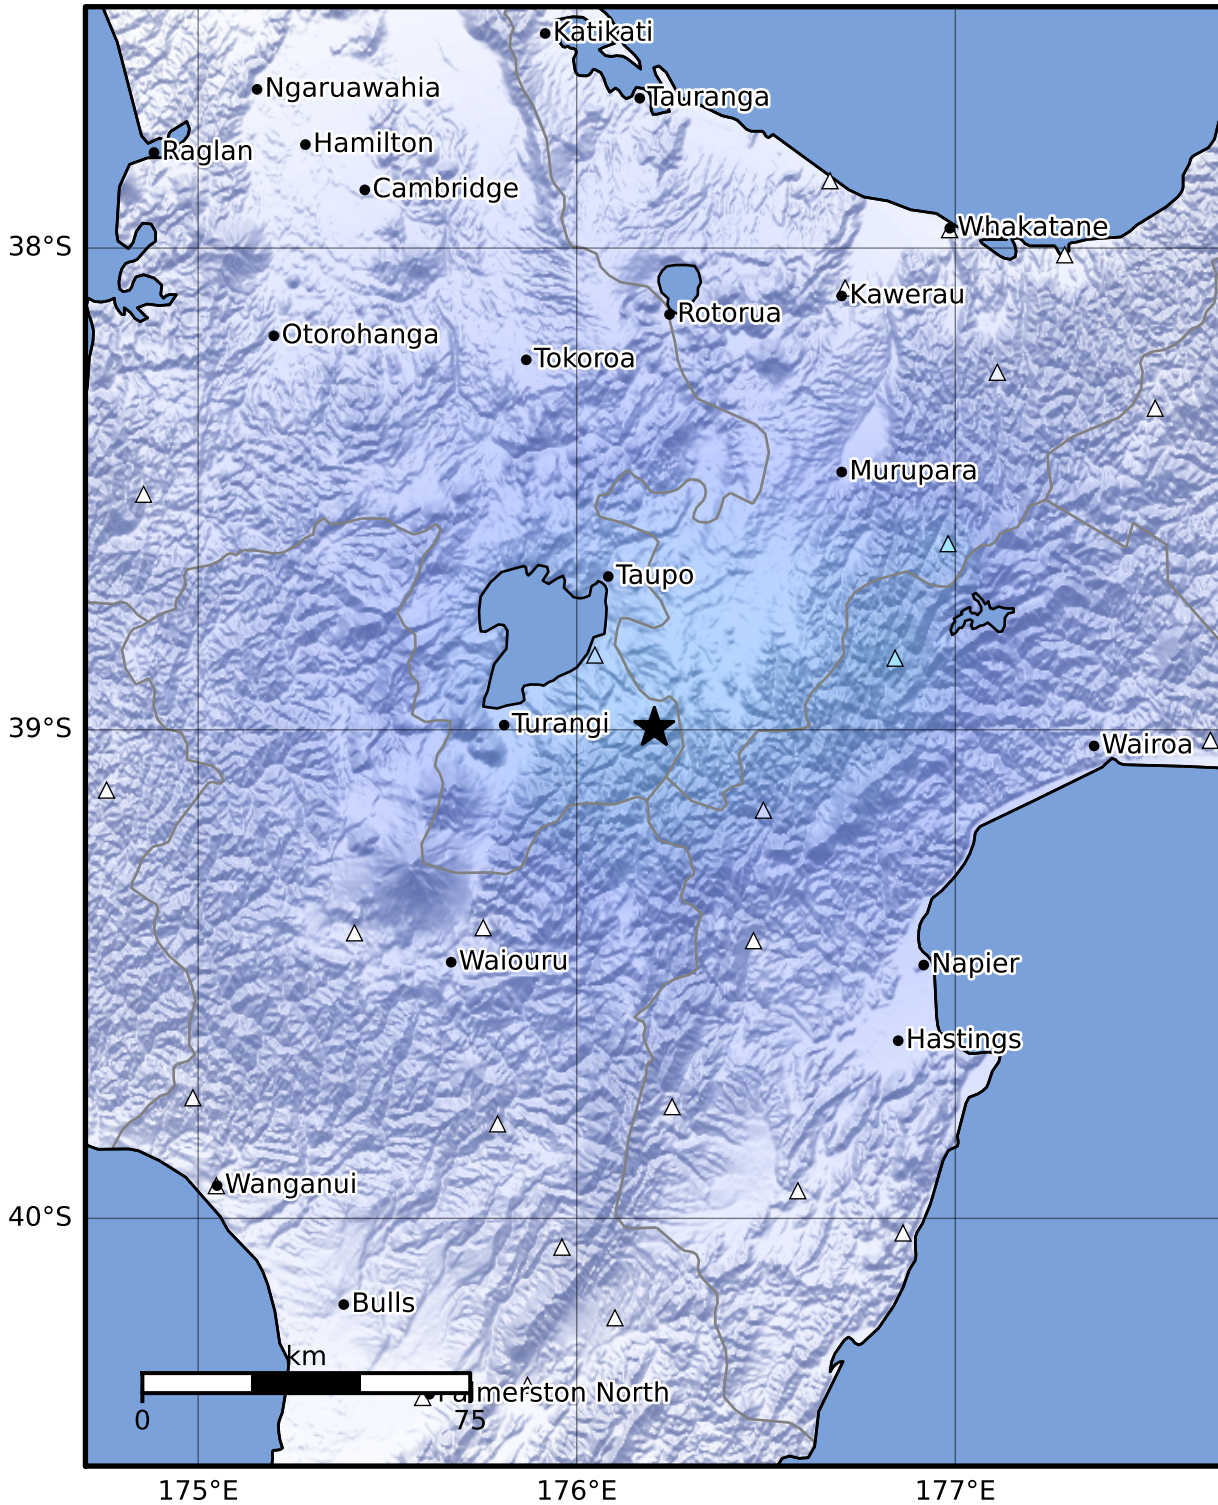 Katikati
Ngaruawahia
Tauranga
Hamilton
Raglan
Cambridge
Whakatane
38°S
Kawerau
Rotorua
Otorohanga
Tokoroa
Murupara
Taupo
Turangi
39°S
Wairoa
Waiouru
Napier
Hastings
Wanganui
40°S
Bulls
km
Palmerston North
0
75
175°E
176°E
177°E